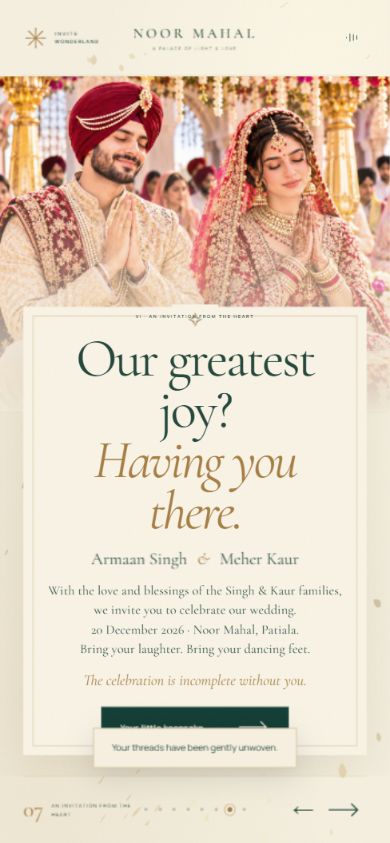 INVITE
WONDERLAND
NOOR MAHAL
A PALACE OF LIGHT & LOVE
VI · AN INVITATION FROM THE HEART
Our greatest
joy?
Having you
there.
Armaan Singh & Meher Kaur
With the love and blessings of the Singh & Kaur families,
we invite you to celebrate our wedding.
20 December 2026 · Noor Mahal, Patiala.
Bring your laughter. Bring your dancing feet.
The celebration is incomplete without you.
Your little keepsake
Your threads have been gently unwoven.
07
AN INVITATION FROM THE
HEART